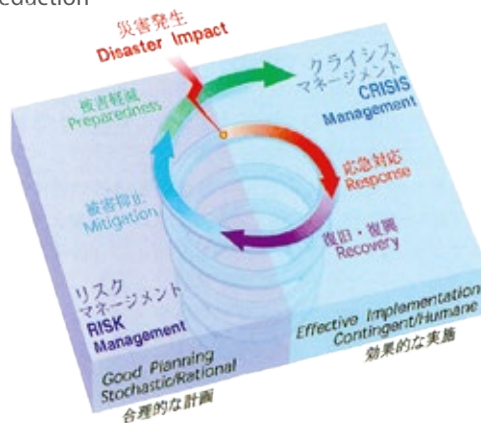 eduction
災害発生
Disaster Impact
クライシス
マネージメント
CRISIS
Management
被害軽減
Preparedness
応急対応
Response
被害抑止
Mitigation
復旧・復興
Recovery
リスク
マネージメント
RISK
Management
Effective Implementation
Contingent/Humane
効果的な実施
Good Planning
Stochastic/Rational
合理的な計画